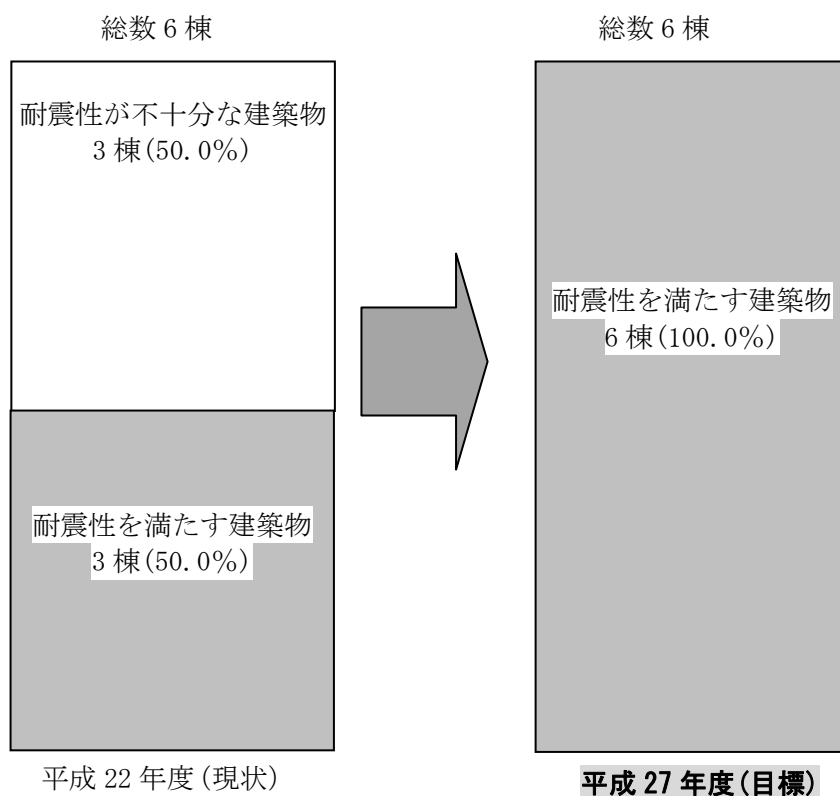 総数 6 棟
耐震性が不十分な建築物
3 棟(50.0%)
耐震性を満たす建築物
3 棟(50.0%)
平成 22 年度(現状)
総数 6 棟
耐震性を満たす建築物
6 棟(100.0%)
平成 27 年度(目標)